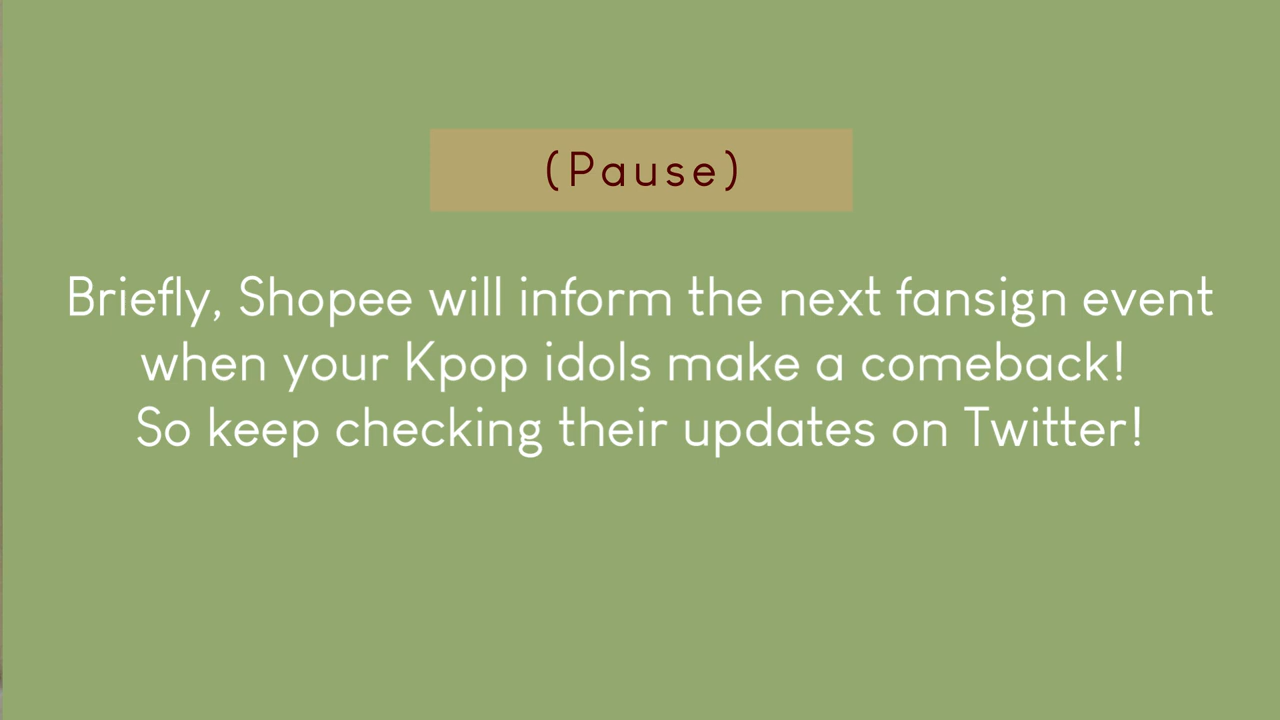 (Pause)
Briefly, Shopee will inform the next fansign event
when your Kpop idols make a comeback!
So keep checking their updates on Twitter!